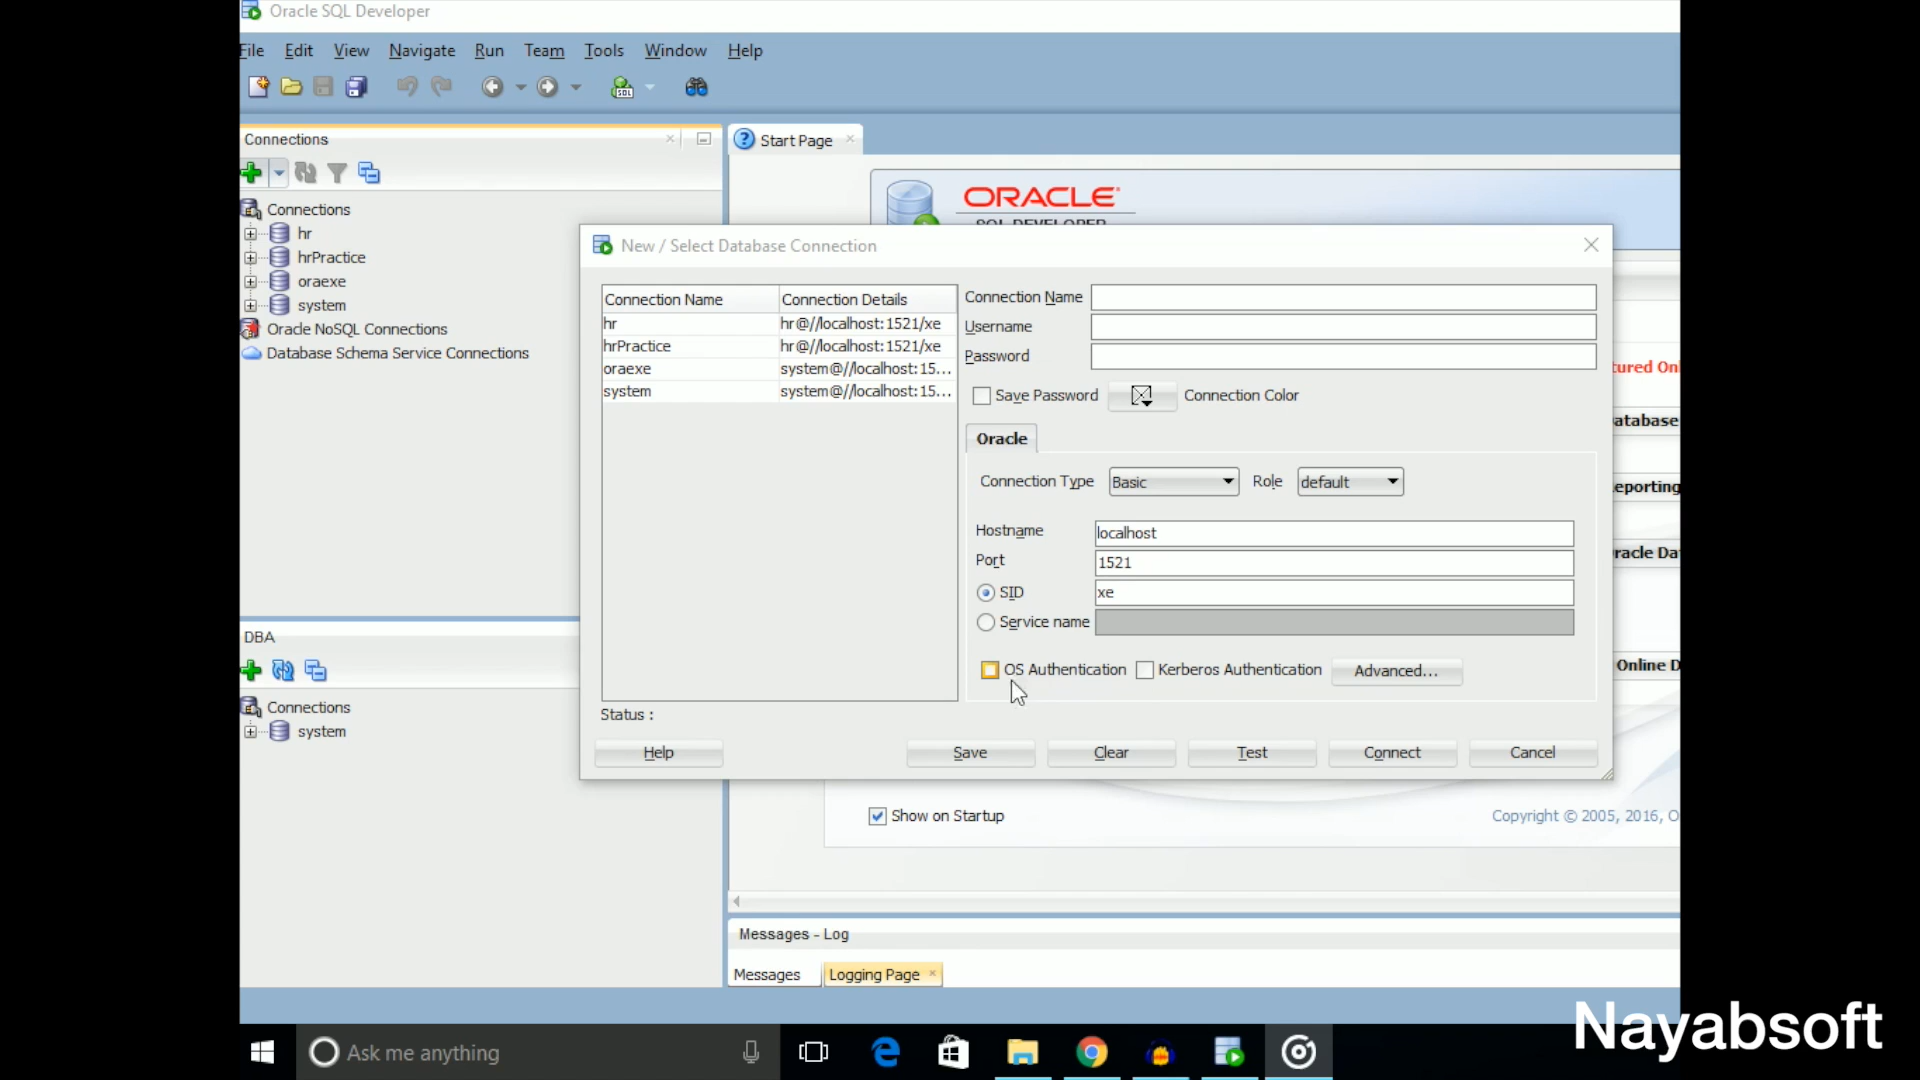 Oracle SQL Developer
File Edit View Navigate Run Team Tools Window Help
SQL
Connections
Start Page
Connections
hr
hrPractice
oraexe
system
Oracle NoSQL Connections
Database Schema Service Connections
ORACLE
SQL DEVELOPER
New / Select Database Connection
Connection Name Connection Details
hr hr@//localhost:1521/xe
hrPractice hr@//localhost:1521/xe
oraexe system@//localhost:15...
system system@//localhost:15...
Connection Name
Username
Password
Save Password Connection Color
Oracle
Connection Type Basic Role default
Hostname localhost
Port 1521
SID xe
Service name
OS Authentication Kerberos Authentication Advanced...
Status :
Help Save Clear Test Connect Cancel
tured Onl
atabase
eporting
racle Da
Online D
DBA
Connections
system
Show on Startup
Copyright © 2005, 2016, O
Messages - Log
Messages Logging Page
Ask me anything
Nayabsoft